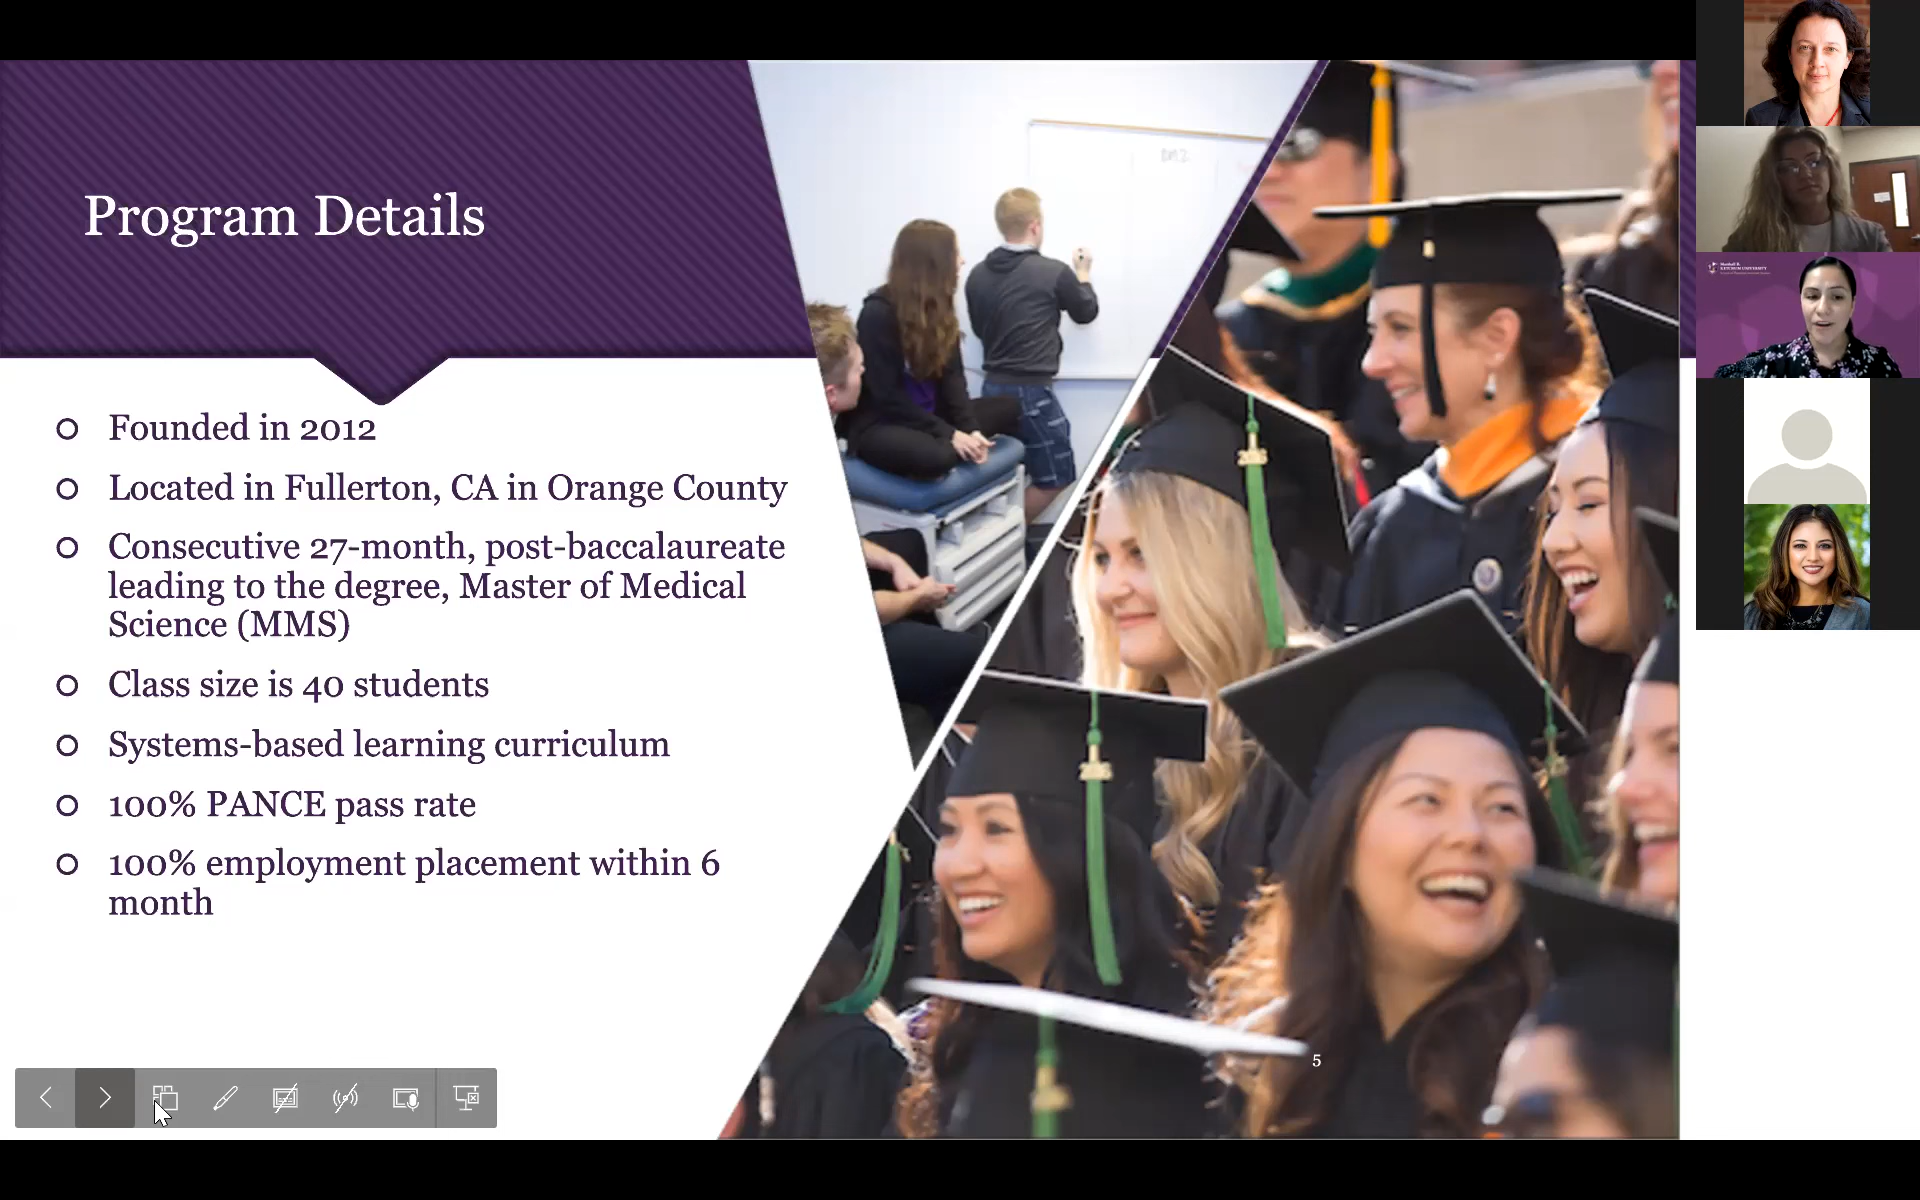 Program Details
Founded in 2012
Located in Fullerton, CA in Orange County
Consecutive 27-month, post-baccalaureate
leading to the degree, Master of Medical
Science (MMS)
Class size is 40 students
Systems-based learning curriculum
100% PANCE pass rate
100% employment placement within 6
month
5
KETCHUM UNIVERSITY